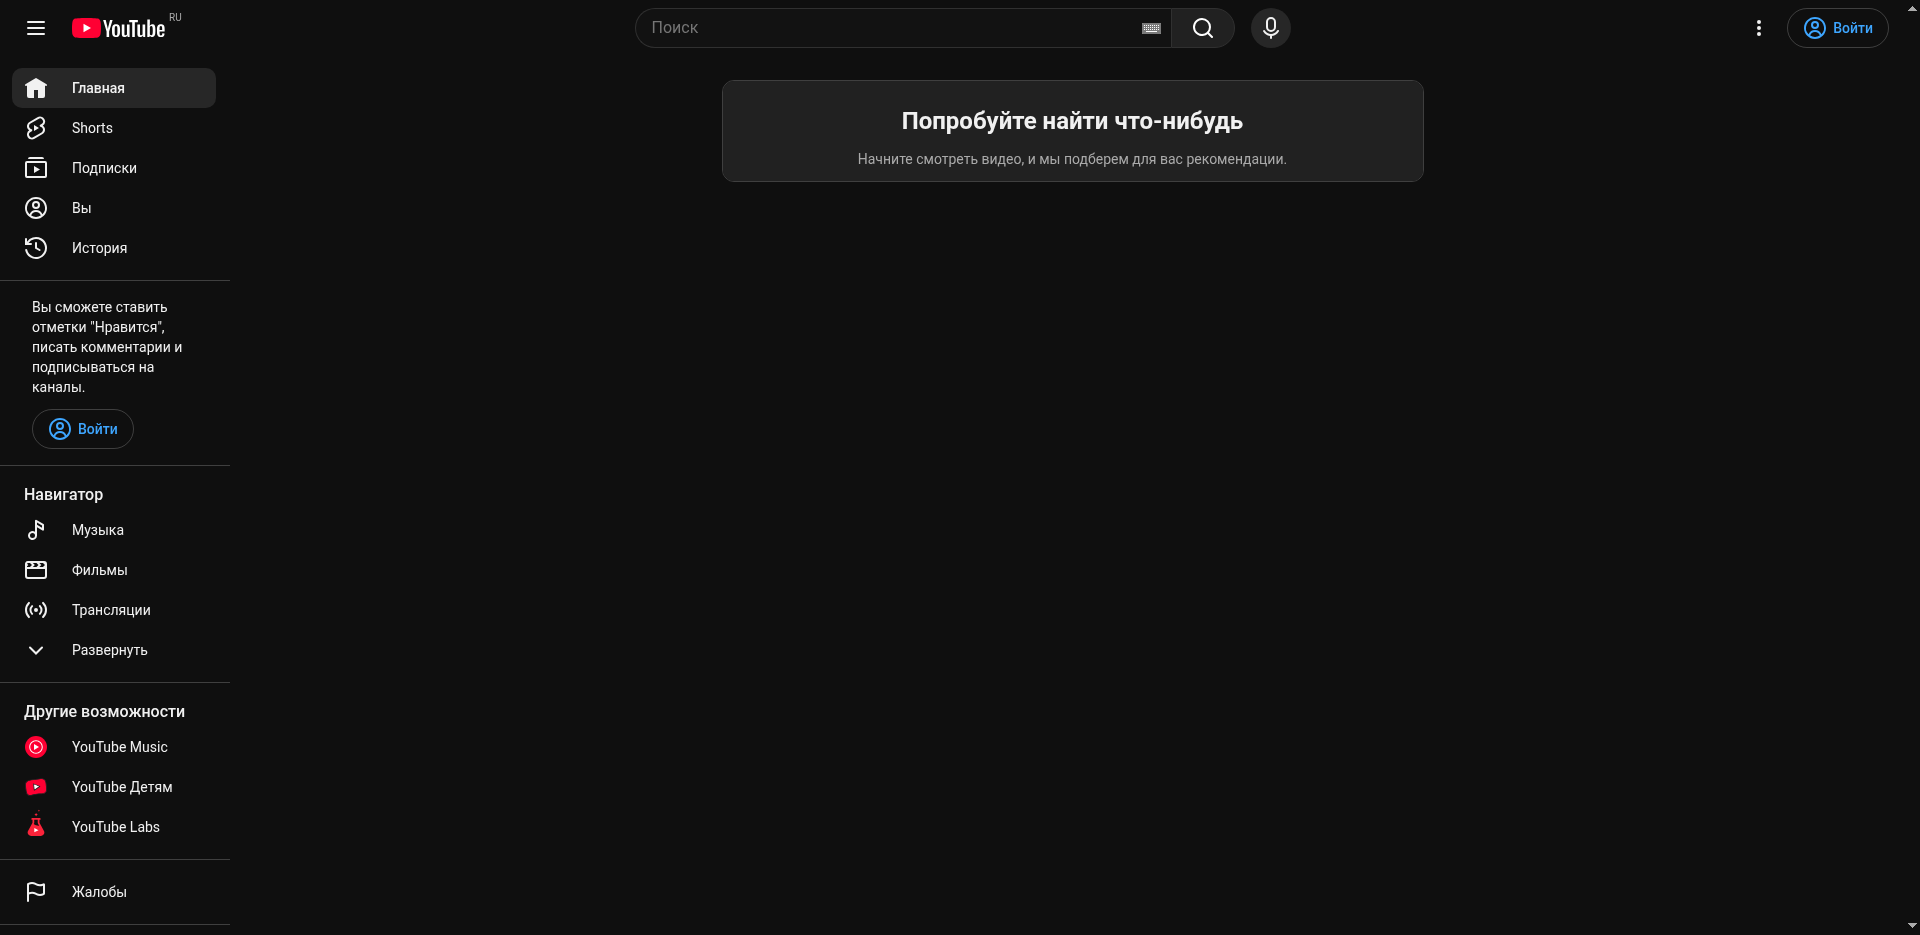 YouTube RU
Поиск
Войти
Главная
Shorts
Подписки
Вы
История
Вы сможете ставить
отметки "Нравится",
писать комментарии и
подписываться на
каналы.
Войти
Навигатор
Музыка
Фильмы
Трансляции
Развернуть
Другие возможности
YouTube Music
YouTube Детям
YouTube Labs
Жалобы
Попробуйте найти что-нибудь
Начните смотреть видео, и мы подберем для вас рекомендации.